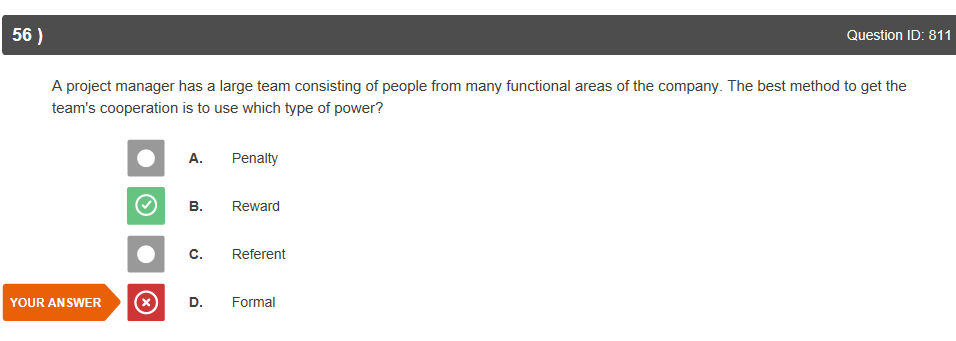 56 )
Question ID: 811
A project manager has a large team consisting of people from many functional areas of the company. The best method to get the
team's cooperation is to use which type of power?
A. Penalty
B. Reward
C. Referent
YOUR ANSWER D. Formal